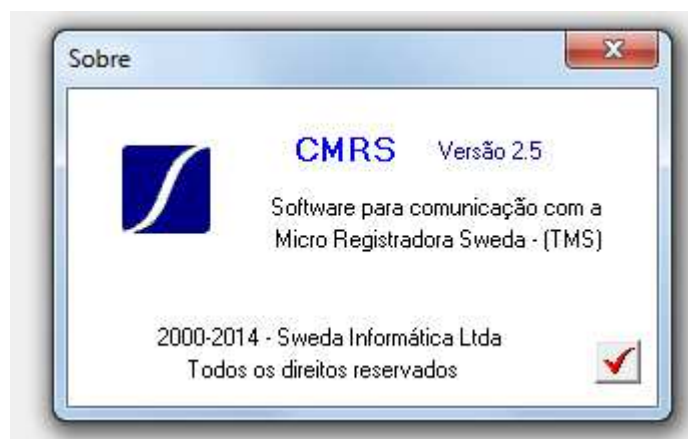 Sobre
CMRS Versão 2.5
Software para comunicação com a
Micro Registradora Sweda - (TMS)
2000-2014 - Sweda Informática Ltda
Todos os direitos reservados